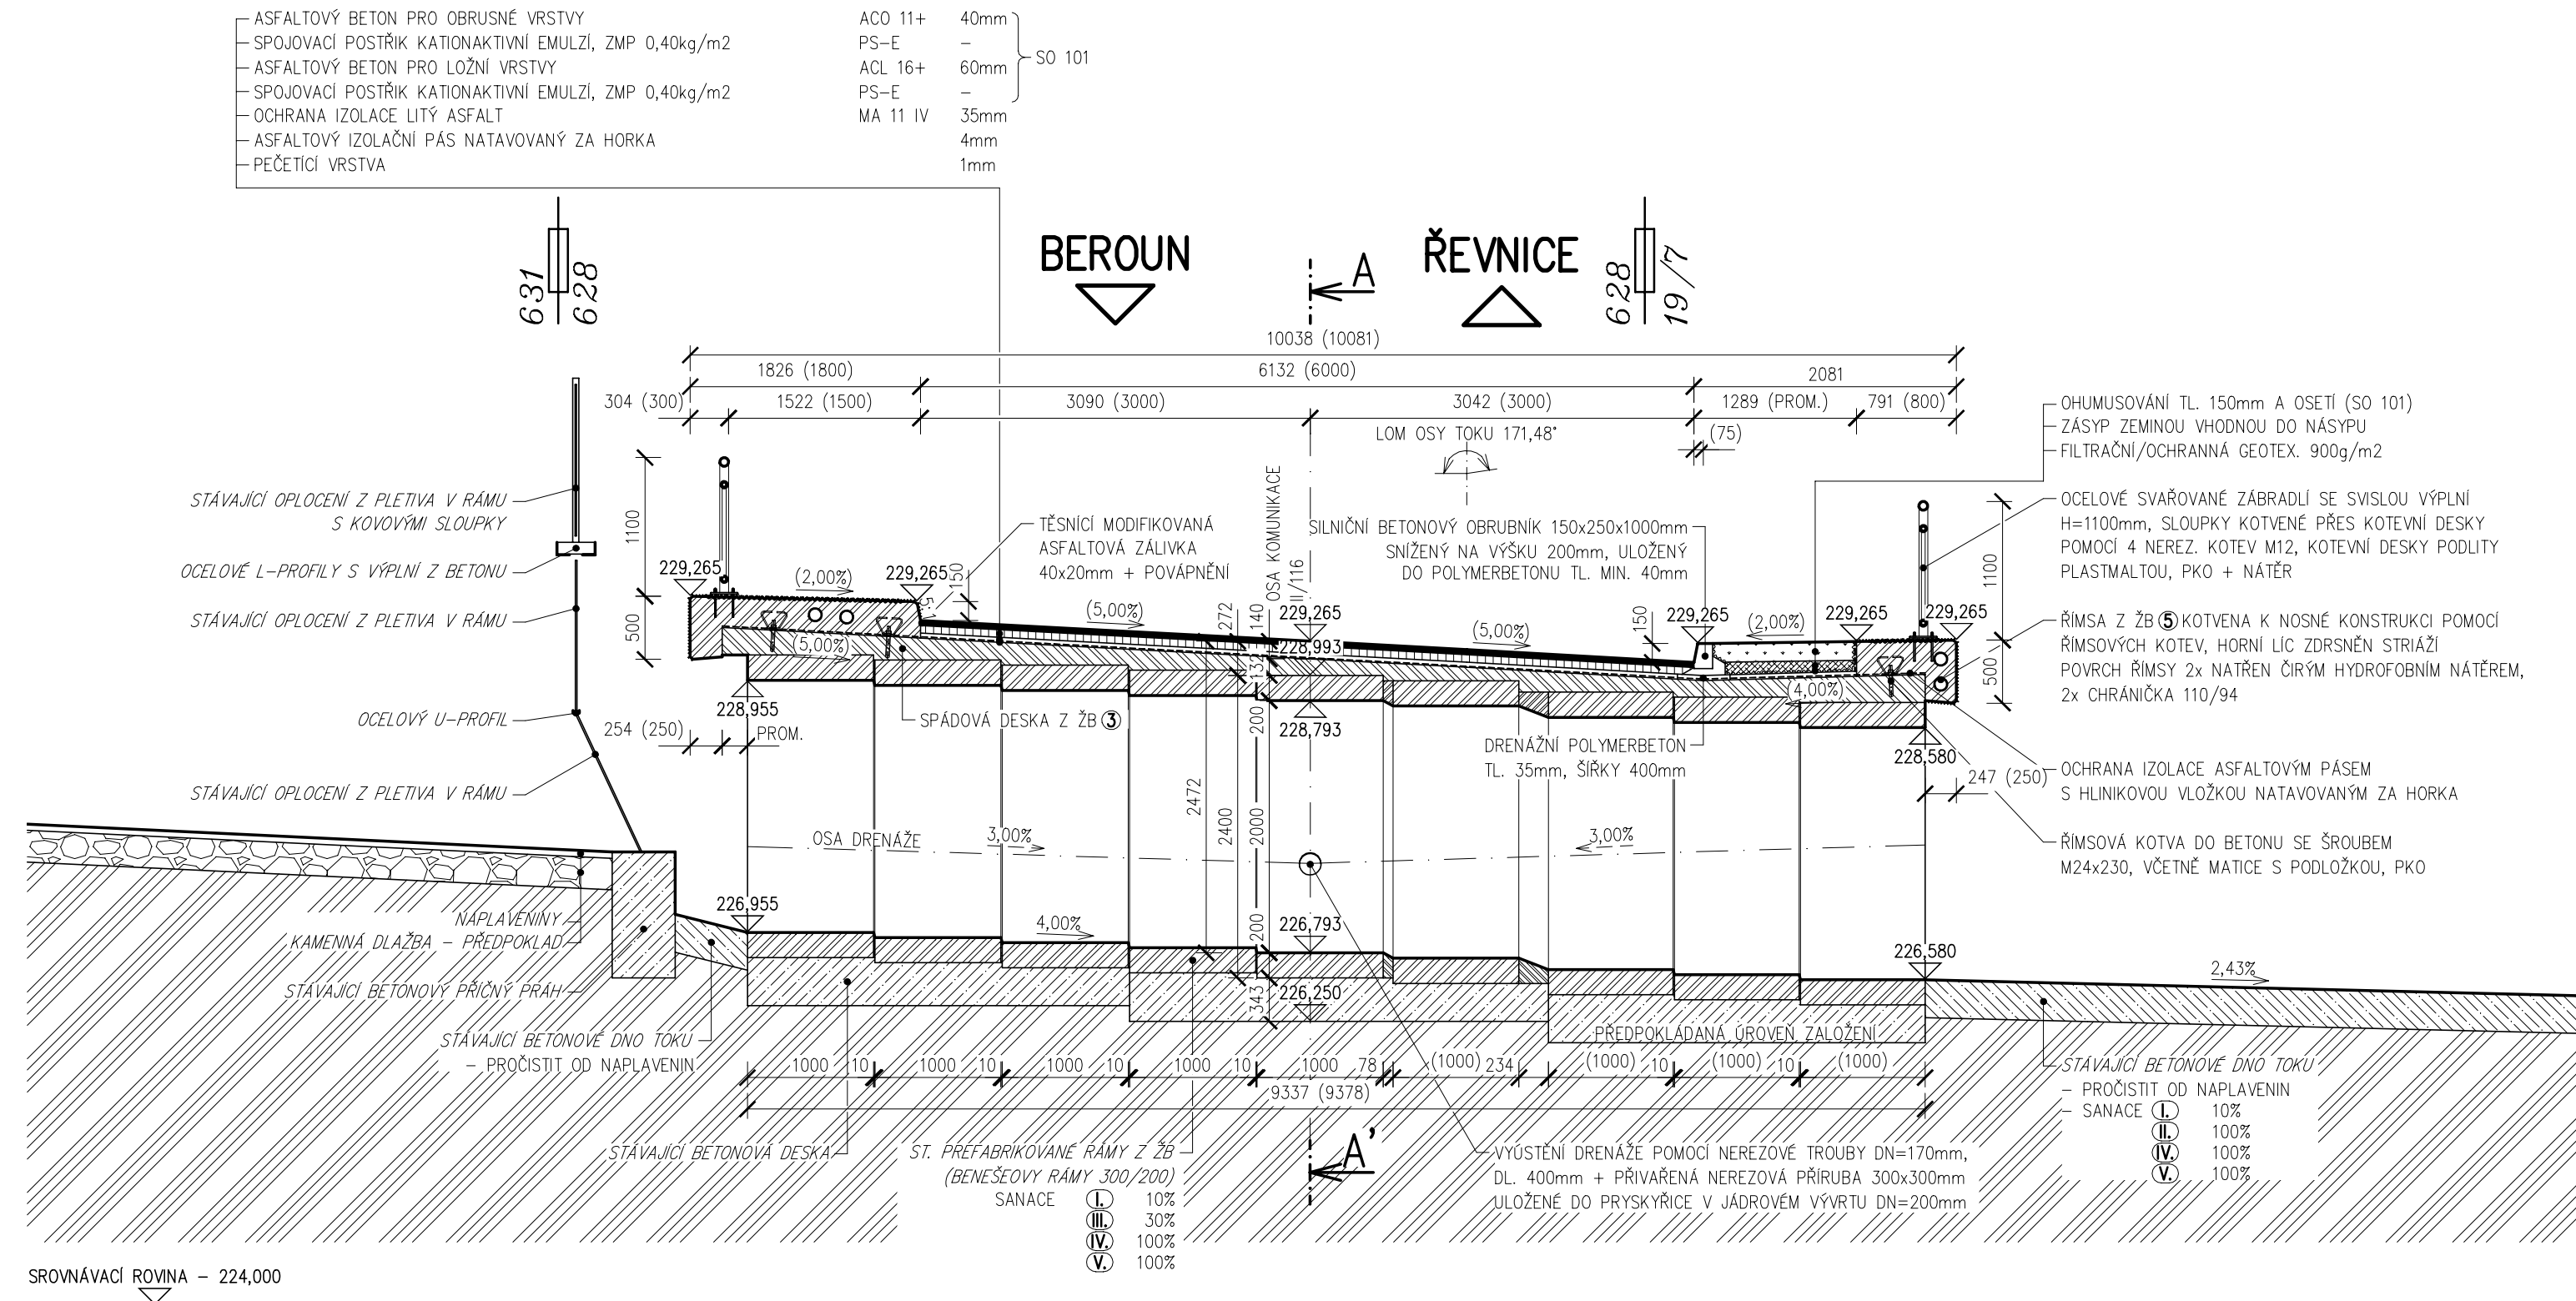 ASFALTOVÝ BETON PRO OBRUSNÉ VRSTVY ACO 11+ 40mm
SPOJOVACÍ POSTŘIK KATIONAKTIVNÍ EMULZÍ, ZMP 0,40kg/m2 PS-E -
ASFALTOVÝ BETON PRO LOŽNÍ VRSTVY ACL 16+ 60mm
SPOJOVACÍ POSTŘIK KATIONAKTIVNÍ EMULZÍ, ZMP 0,40kg/m2 PS-E -
SO 101
OCHRANA IZOLACE LITÝ ASFALT MA 11 IV 35mm
ASFALTOVÝ IZOLAČNÍ PÁS NATAVOVANÝ ZA HORKA 4mm
PEČETÍCÍ VRSTVA 1mm
631
628
BEROUN
A
ŘEVNICE
628
19/7
10038 (10081)
1826 (1800)
6132 (6000)
2081
304 (300)
1522 (1500)
3090 (3000)
3042 (3000)
1289 (PROM.)
791 (800)
LOM OSY TOKU 171,48°
(75)
OHUMUSOVÁNÍ TL. 150mm A OSETÍ (SO 101)
ZÁSYP ZEMINOU VHODNOU DO NÁSYPU
FILTRAČNÍ/OCHRANNÁ GEOTEX. 900g/m2
STÁVAJÍCÍ OPLOCENÍ Z PLETIVA V RÁMU
S KOVOVÝMI SLOUPKY
OCELOVÉ L-PROFILY S VÝPLNÍ Z BETONU
STÁVAJÍCÍ OPLOCENÍ Z PLETIVA V RÁMU
OCELOVÝ U-PROFIL
STÁVAJÍCÍ OPLOCENÍ Z PLETIVA V RÁMU
1100
500
TĚSNÍCÍ MODIFIKOVANÁ
ASFALTOVÁ ZÁLIVKA
40x20mm + POVÁPNĚNÍ
OSA KOMUNIKACE
II/116
SILNIČNÍ BETONOVÝ OBRUBNÍK 150x250x1000mm
SNÍŽENÝ NA VÝŠKU 200mm, ULOŽENÝ
DO POLYMERBETONU TL. MIN. 40mm
OCELOVÉ SVAŘOVANÉ ZÁBRADLÍ SE SVISLOU VÝPLNÍ
H=1100mm, SLOUPKY KOTVENÉ PŘES KOTEVNÍ DESKY
POMOCÍ 4 NEREZ. KOTEV M12, KOTEVNÍ DESKY PODLITY
PLASTMALTOU, PKO + NÁTĚR
1100
500
229,265
(2,00%)
229,265
150
(5,00%)
272
140
229,265
228,993
132
(5,00%)
150
229,265
(2,00%)
229,265
229,265
(5,00%)
(4,00%)
ŘÍMSA Z ŽB 5 KOTVENA K NOSNÉ KONSTRUKCI POMOCÍ
ŘÍMSOVÝCH KOTEV, HORNÍ LÍC ZDRSNĚN STRIÁŽÍ
POVRCH ŘÍMSY 2x NATŘEN ČIRÝM HYDROFOBNÍM NÁTĚREM,
2x CHRÁNIČKA 110/94
228,955
254 (250)
PROM.
SPÁDOVÁ DESKA Z ŽB 3
200
228,793
DRENÁŽNÍ POLYMERBETON
TL. 35mm, ŠÍŘKY 400mm
228,580
247 (250)
OCHRANA IZOLACE ASFALTOVÝM PÁSEM
S HLINIKOVOU VLOŽKOU NATAVOVANÝM ZA HORKA
OSA DRENÁŽE
3,00%
2472
2400
2000
3,00%
ŘÍMSOVÁ KOTVA DO BETONU SE ŠROUBEM
M24x230, VČETNĚ MATICE S PODLOŽKOU, PKO
NAPLAVENINY
KAMENNÁ DLAŽBA - PŘEDPOKLAD
STÁVAJÍCÍ BETONOVÝ PŘÍČNÝ PRÁH
STÁVAJÍCÍ BETONOVÉ DNO TOKU
- PROČISTIT OD NAPLAVENIN
226,955
4,00%
200
226,793
343
226,250
226,580
2,43%
PŘEDPOKLÁDANÁ ÚROVEŇ ZALOŽENÍ
1000 10 1000 10 1000 10 1000 10 1000 78 (1000) 234 (1000) 10 (1000) 10 (1000)
9337 (9378)
STÁVAJÍCÍ BETONOVÁ DESKA
ST. PREFABRIKOVANÉ RÁMY Z ŽB
(BENEŠEOVY RÁMY 300/200)
SANACE I. 10%
III. 30%
IV. 100%
V. 100%
A'
VYÚSTĚNÍ DRENÁŽE POMOCÍ NEREZOVÉ TROUBY DN=170mm,
DL. 400mm + PŘIVAŘENÁ NEREZOVÁ PŘÍRUBA 300x300mm
ULOŽENÉ DO PRYSKYŘICE V JÁDROVÉM VÝVRTU DN=200mm
STÁVAJÍCÍ BETONOVÉ DNO TOKU
- PROČISTIT OD NAPLAVENIN
- SANACE I. 10%
II. 100%
IV. 100%
V. 100%
SROVNÁVACÍ ROVINA - 224,000